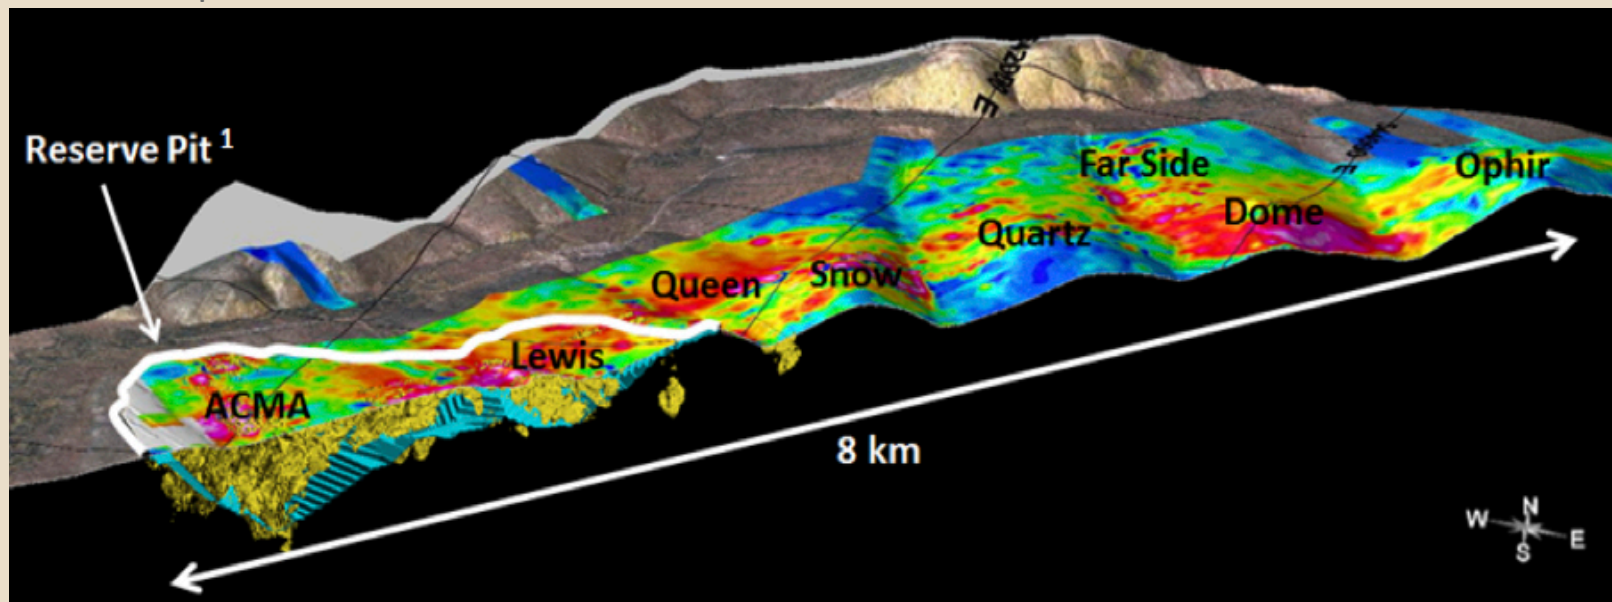 Reserve Pit 1
Far Side
Ophir
Dome
Quartz
Snow
Queen
Lewis
ACMA
8 km
N
W
E
S
E
E